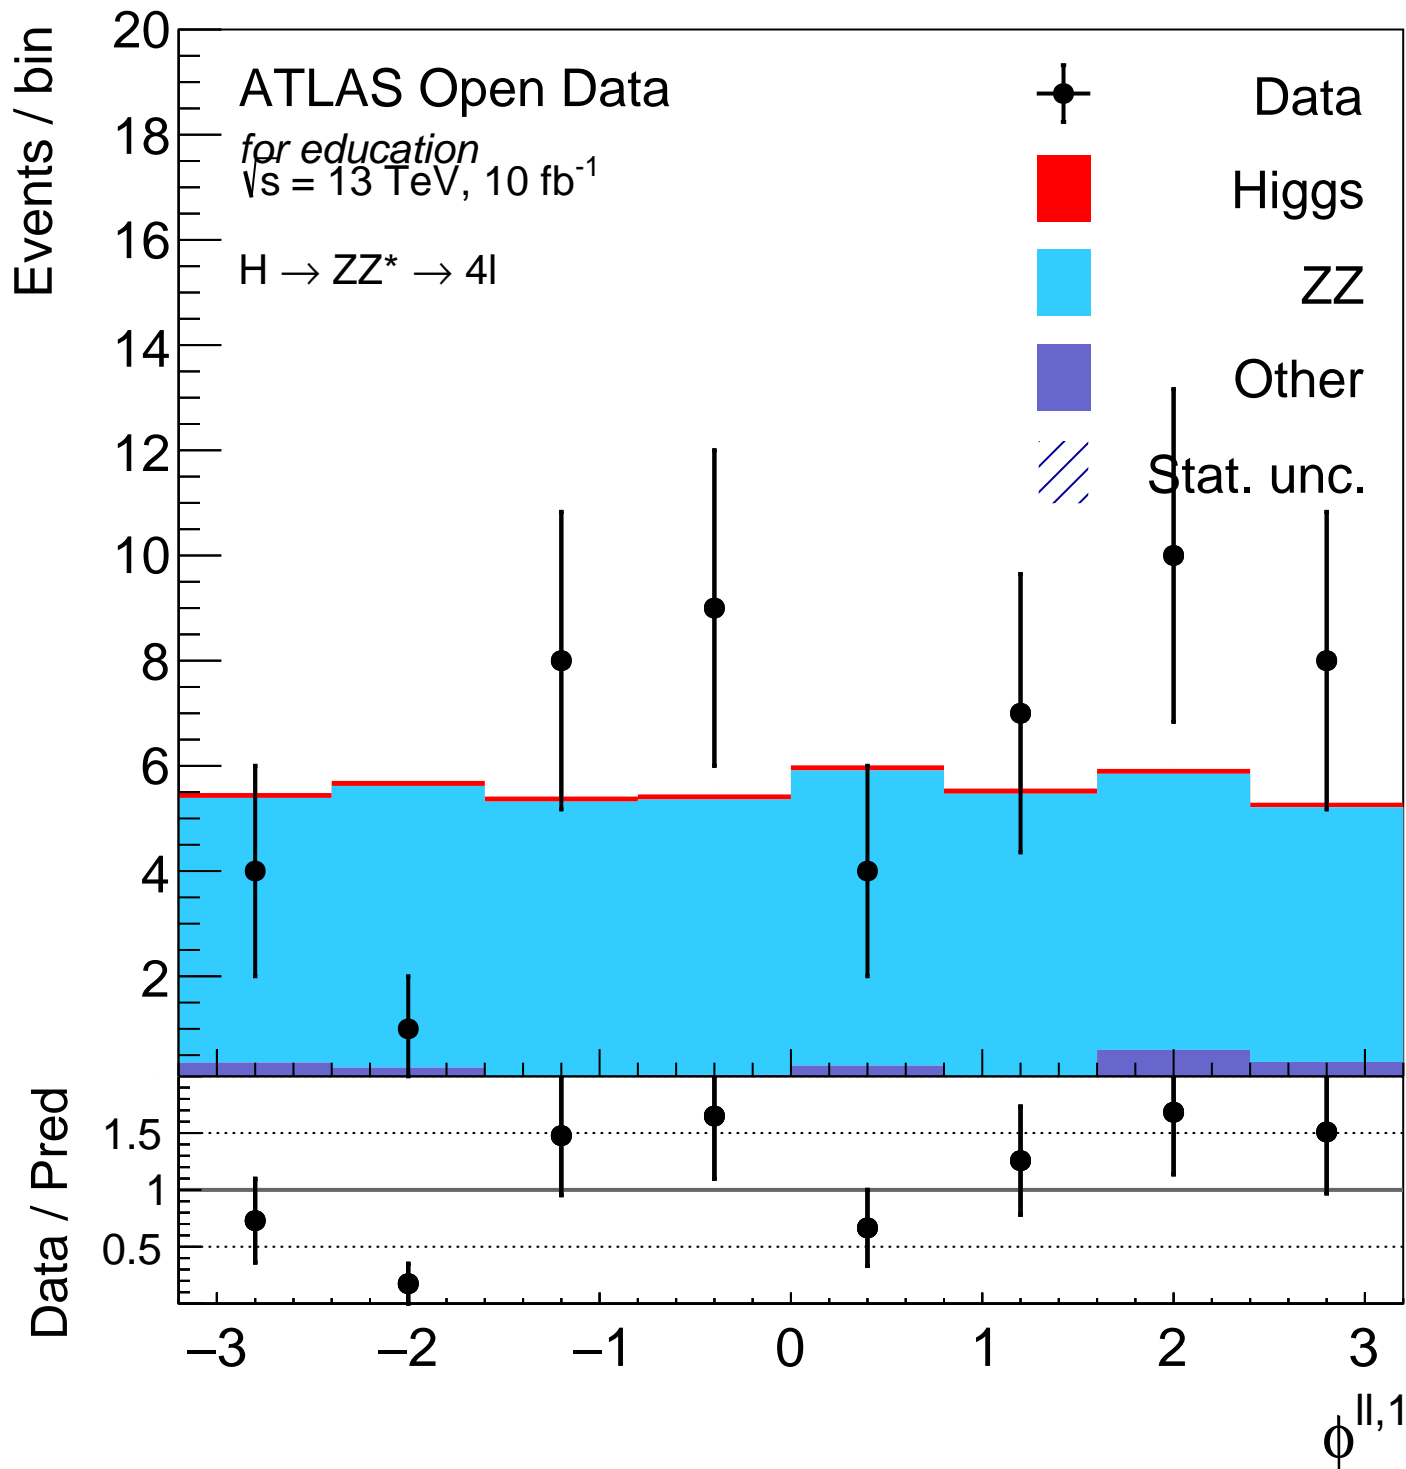 Events / bin
20
18
16
14
12
10
8
6
4
2
ATLAS Open Data
for education
√s = 13 TeV, 10 fb⁻¹
H → ZZ* → 4l
Data
Higgs
ZZ
Other
Stat. unc.
Data / Pred
1.5
1
0.5
−3 −2 −1 0 1 2 3
ϕˡˡ,¹